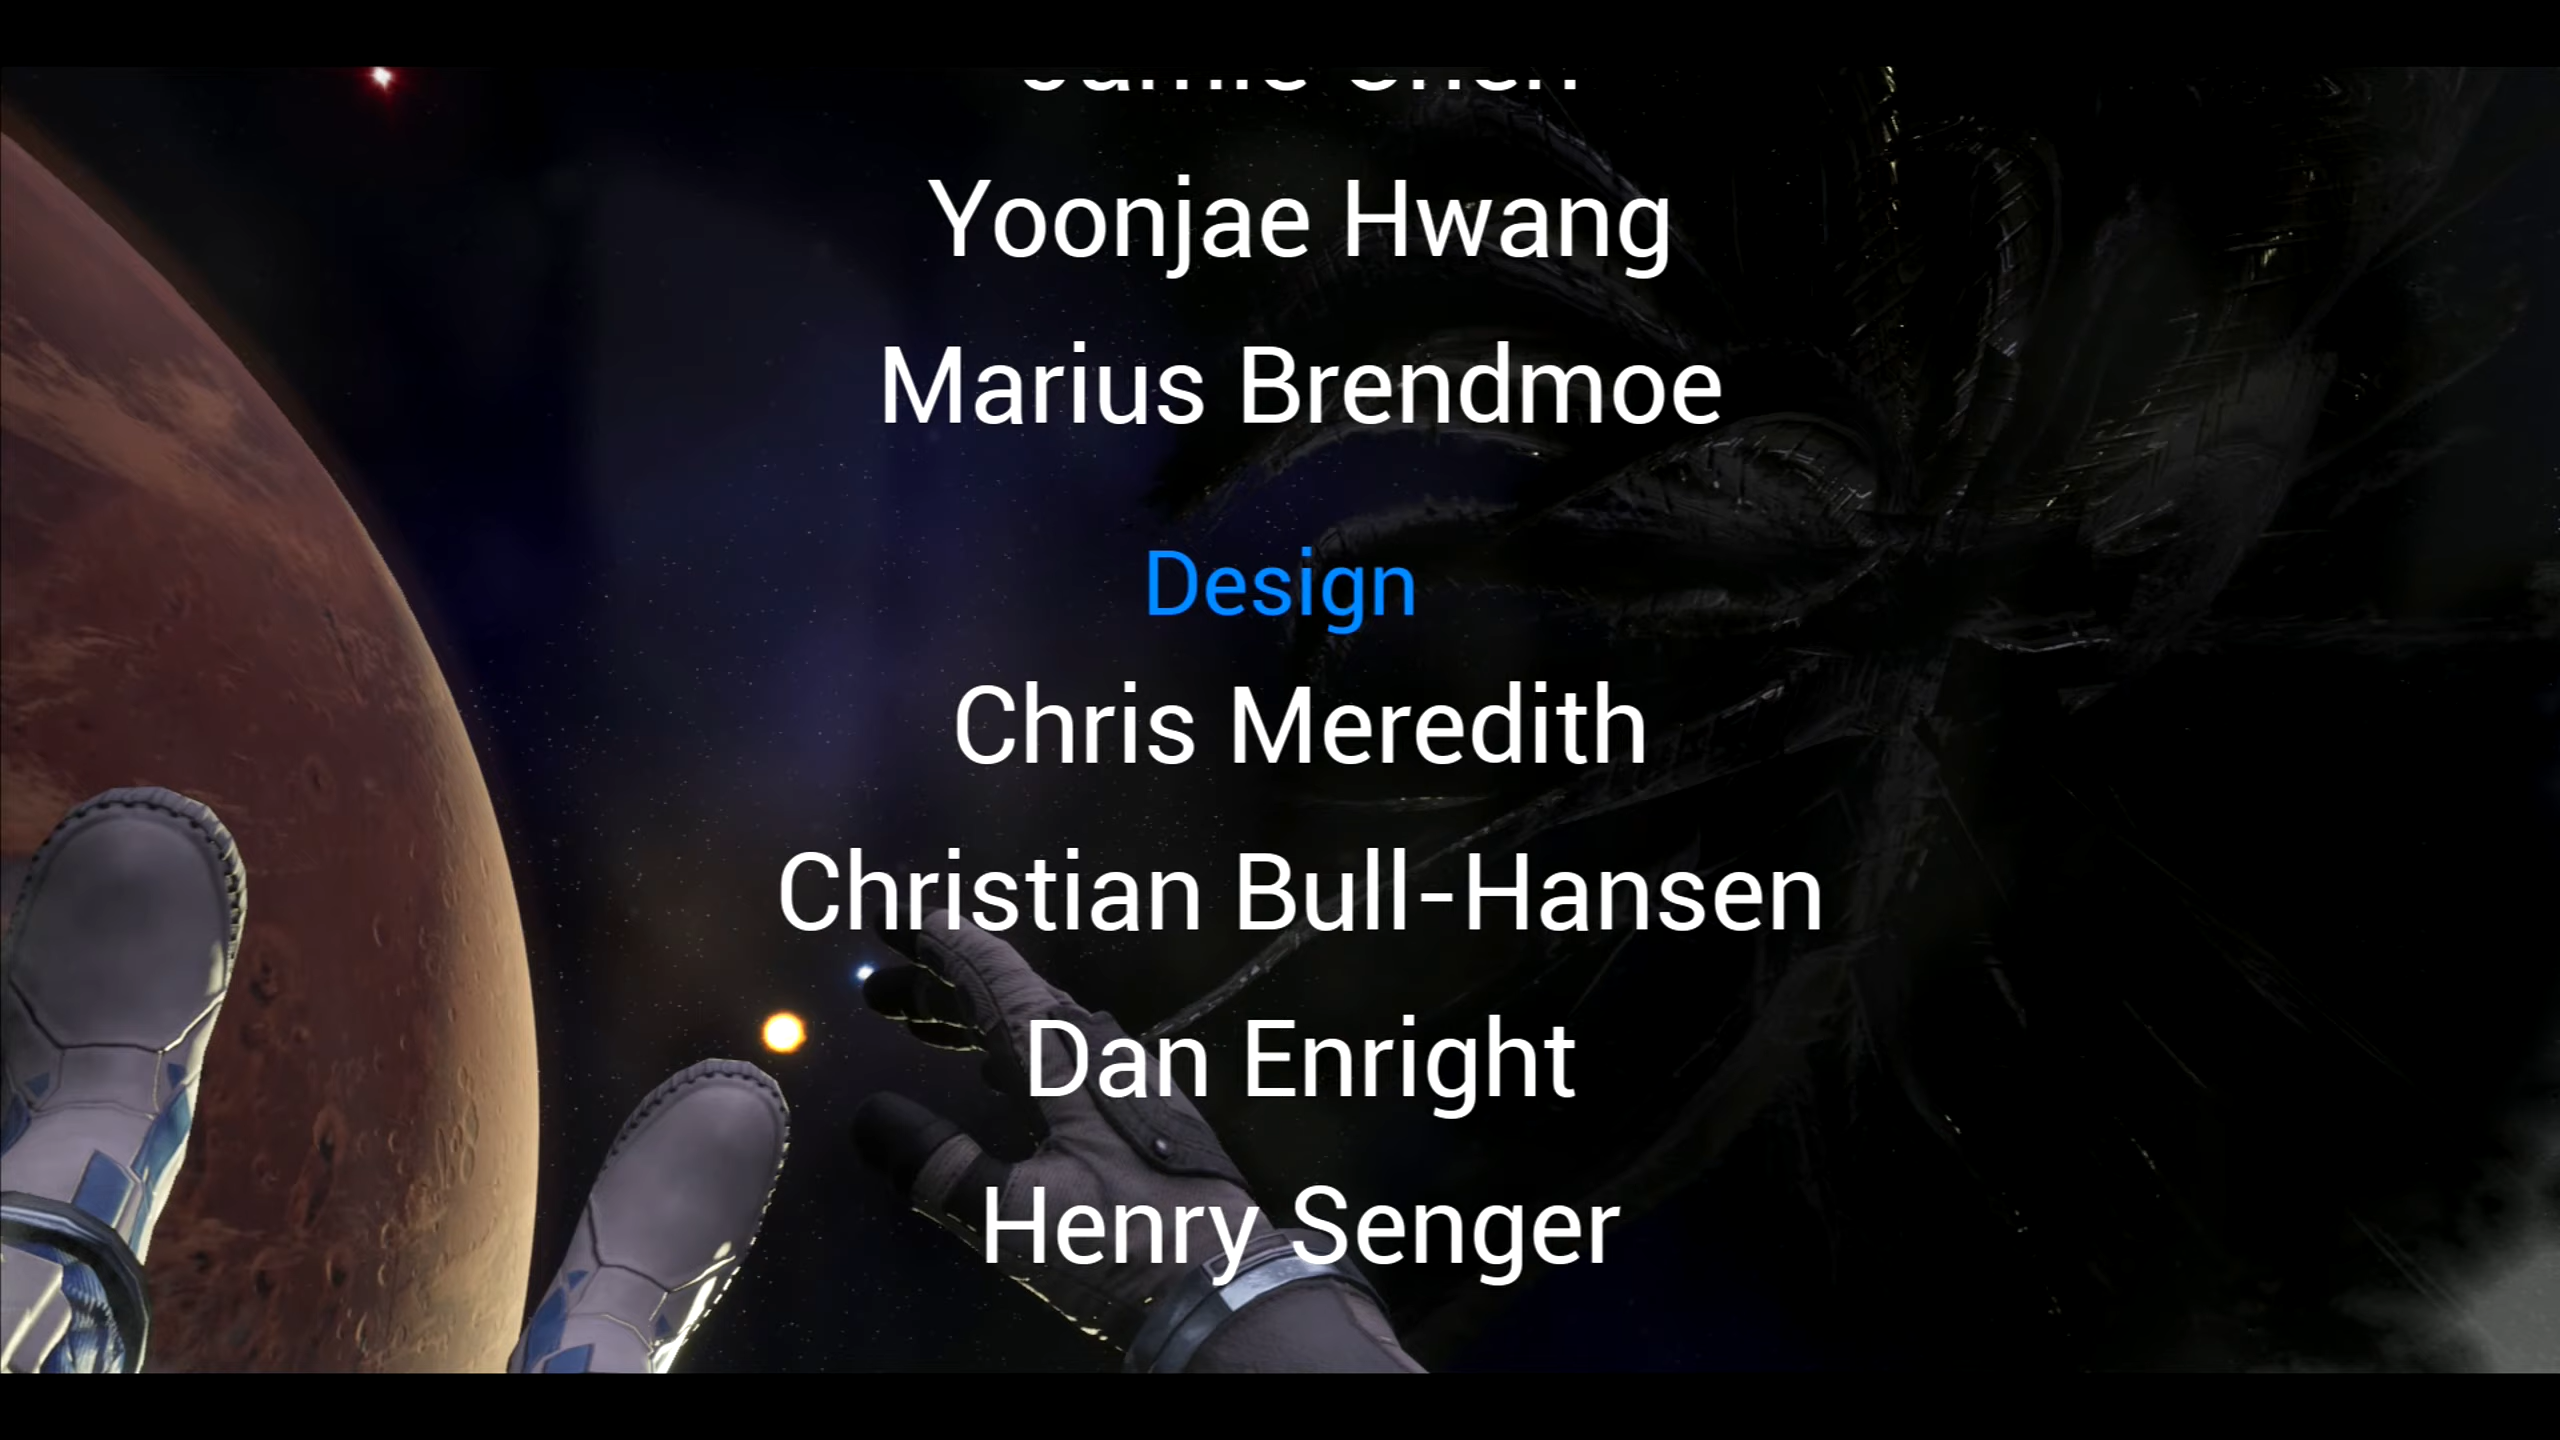 Yoonjae Hwang
Marius Brendmoe
Design
Chris Meredith
Christian Bull-Hansen
Dan Enright
Henry Senger